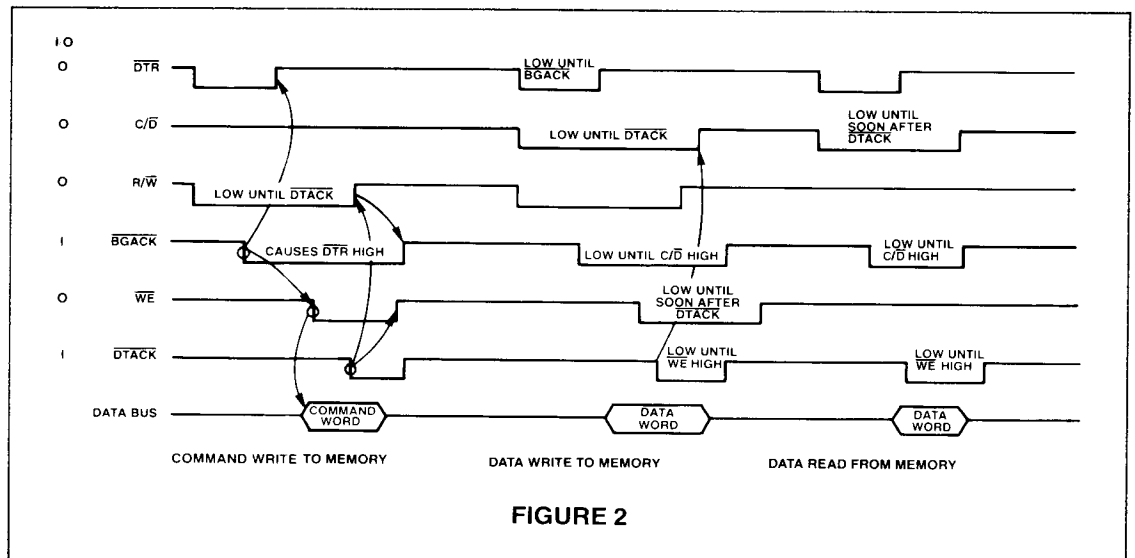 I O
O DTR LOW UNTIL
BGACK
O C/D LOW UNTIL DTACK LOW UNTIL
SOON AFTER
DTACK
O R/W LOW UNTIL DTACK
I BGACK CAUSES DTR HIGH LOW UNTIL C/D HIGH LOW UNTIL
C/D HIGH
O WE LOW UNTIL
SOON AFTER
DTACK
I DTACK LOW UNTIL
WE HIGH LOW UNTIL
WE HIGH
DATA BUS COMMAND
WORD DATA
WORD DATA
WORD
COMMAND WRITE TO MEMORY DATA WRITE TO MEMORY DATA READ FROM MEMORY
FIGURE 2